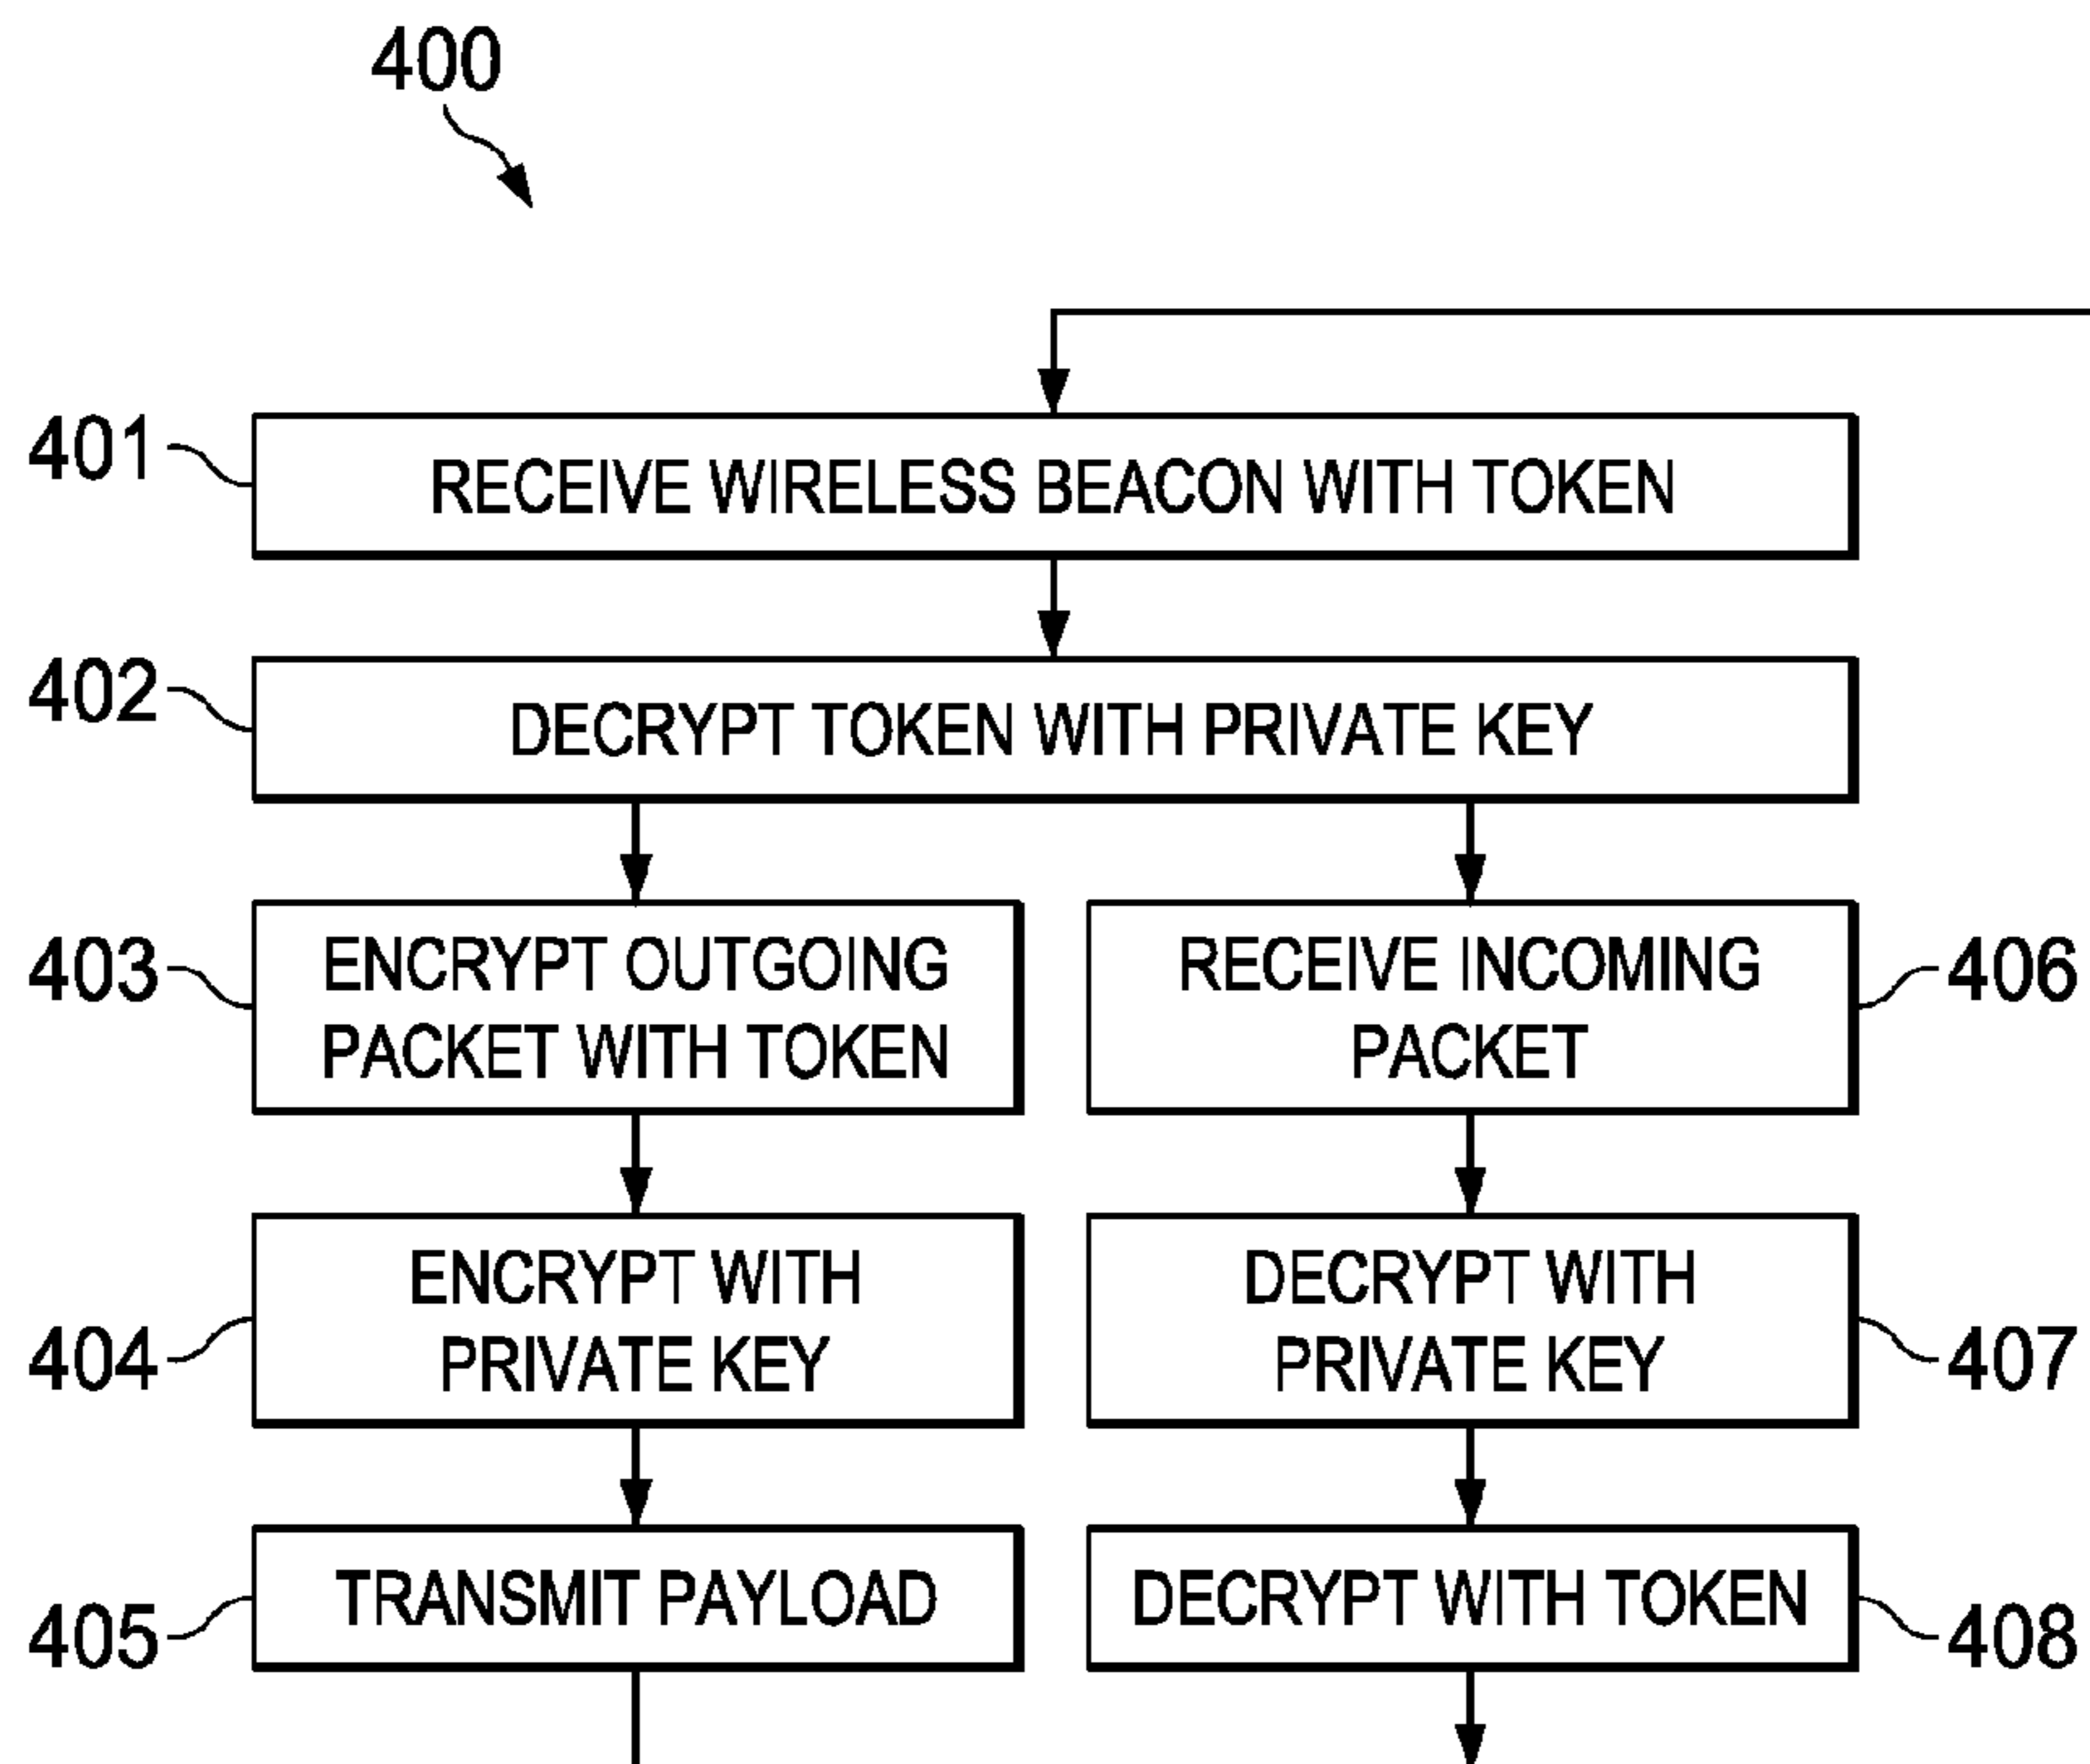 400
401
RECEIVE WIRELESS BEACON WITH TOKEN
402
DECRYPT TOKEN WITH PRIVATE KEY
403
ENCRYPT OUTGOING
PACKET WITH TOKEN
RECEIVE INCOMING
PACKET
406
404
ENCRYPT WITH
PRIVATE KEY
DECRYPT WITH
PRIVATE KEY
407
405
TRANSMIT PAYLOAD
DECRYPT WITH TOKEN
408